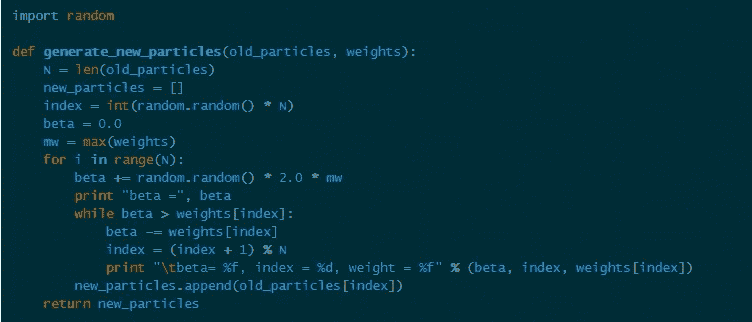 import random
def generate_new_particles(old_particles, weights):
    N = len(old_particles)
    new_particles = []
    index = int(random.random() * N)
    beta = 0.0
    mw = max(weights)
    for i in range(N):
        beta += random.random() * 2.0 * mw
        print "beta =", beta
        while beta > weights[index]:
            beta -= weights[index]
            index = (index + 1) % N
            print "\tbeta= %f, index = %d, weight = %f" % (beta, index, weights[index])
        new_particles.append(old_particles[index])
    return new_particles